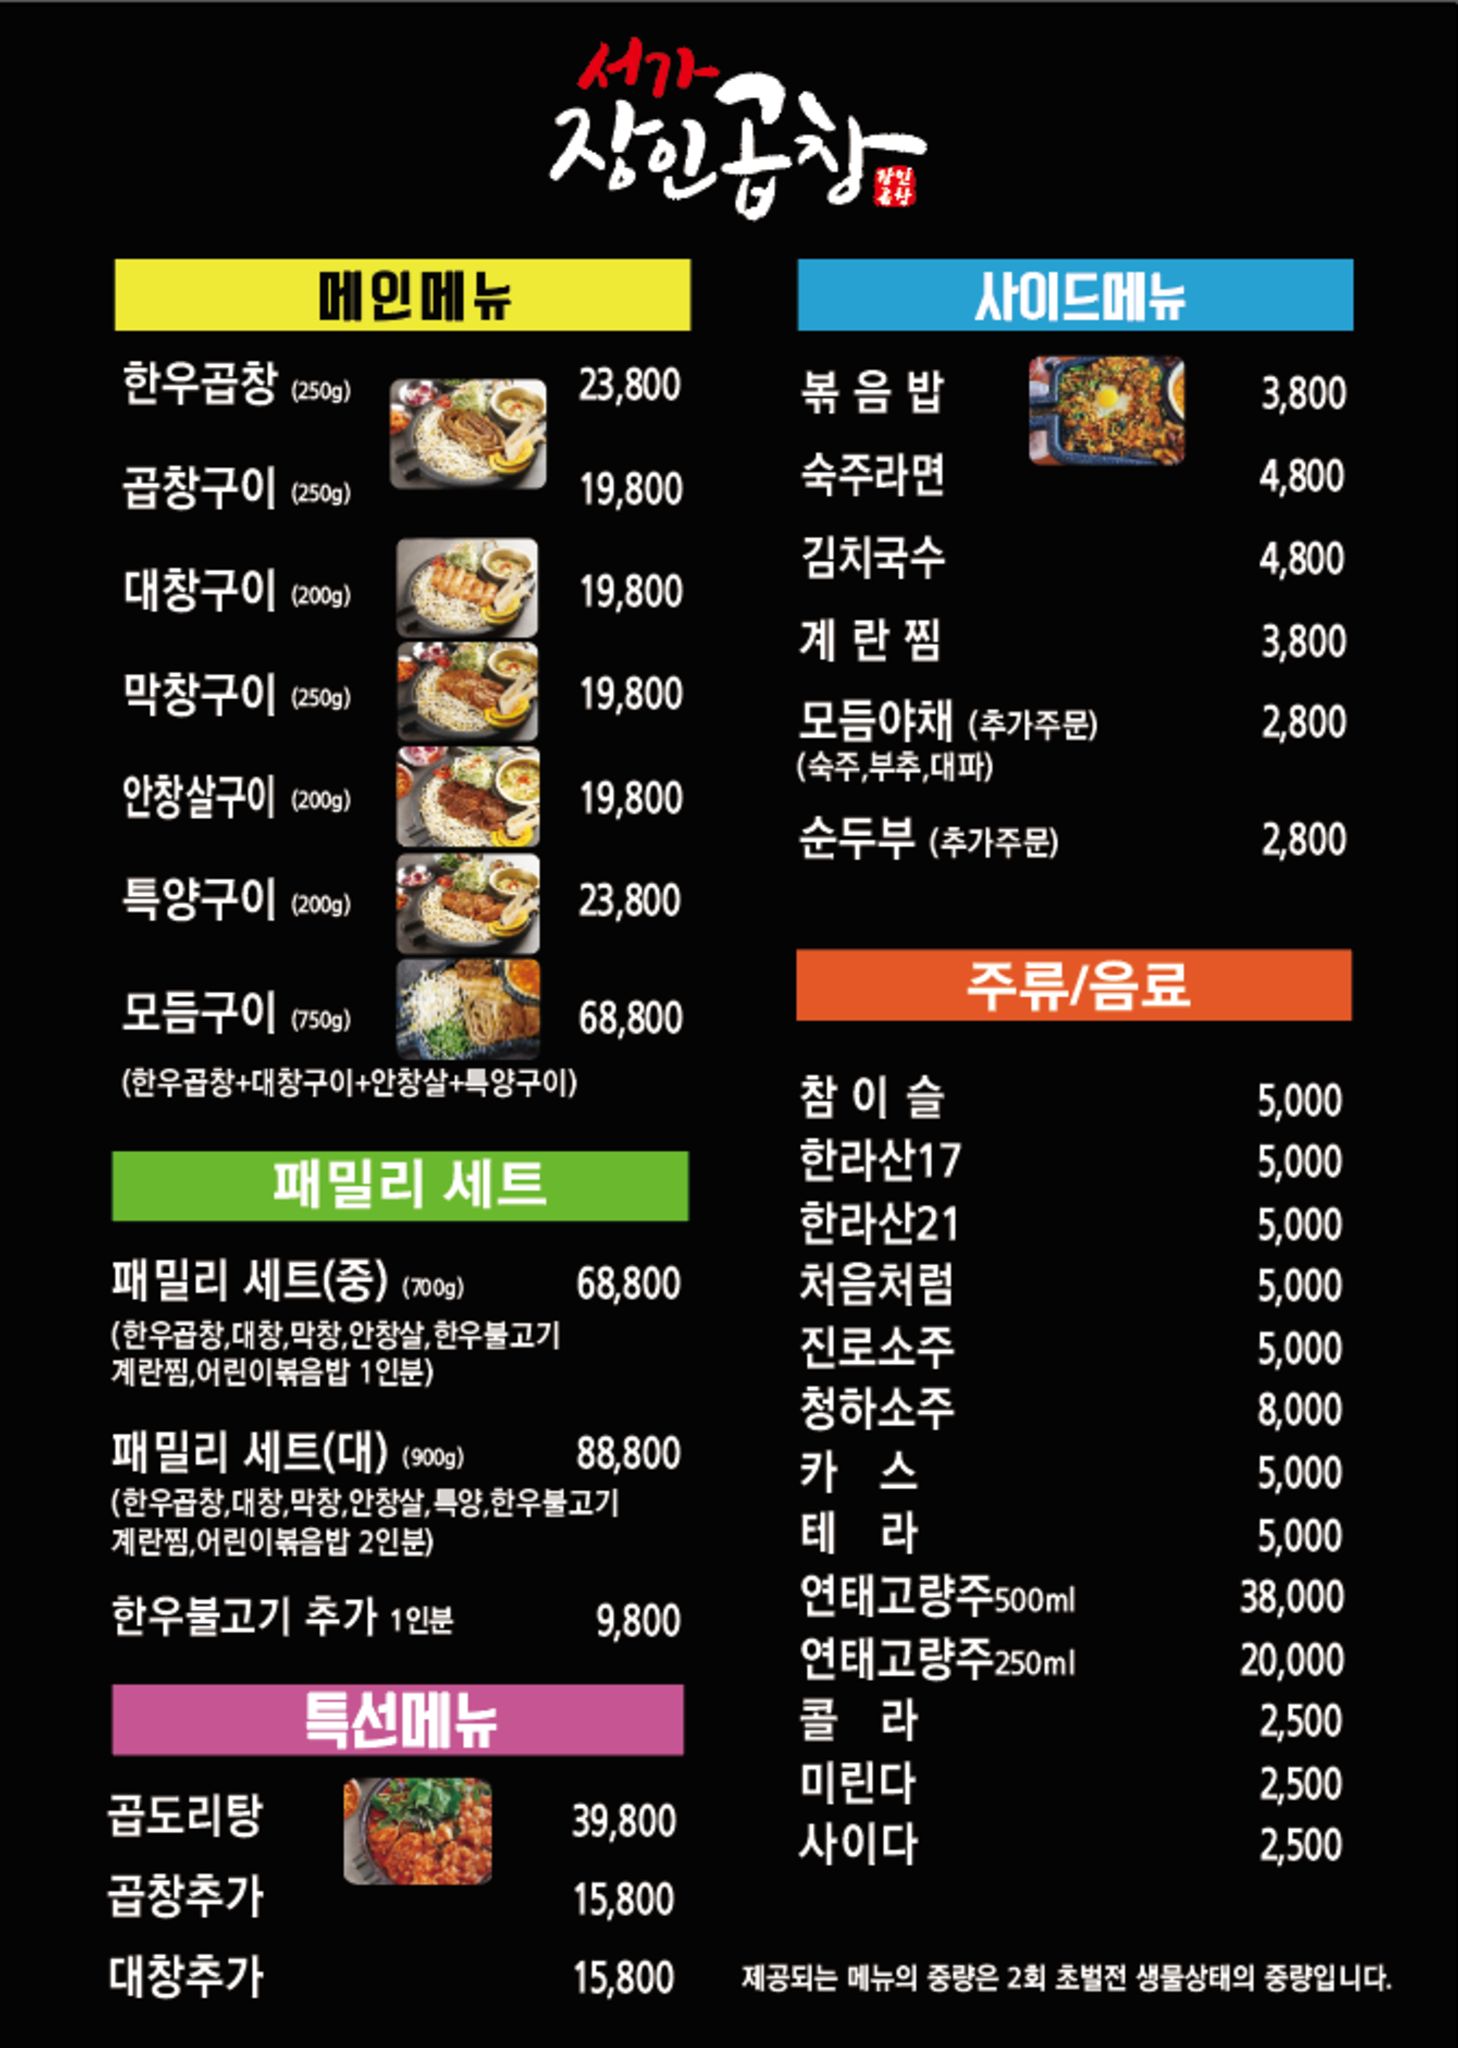 서가
장인곱창
장인
곱창
메인메뉴
한우곱창 (250g) 23,800
곱창구이 (250g) 19,800
대창구이 (200g) 19,800
막창구이 (250g) 19,800
안창살구이 (200g) 19,800
특양구이 (200g) 23,800
모듬구이 (750g) 68,800
(한우곱창+대창구이+안창살+특양구이)
패밀리 세트
패밀리 세트(중) (700g) 68,800
(한우곱창,대창,막창,안창살,한우불고기
계란찜,어린이볶음밥 1인분)
패밀리 세트(대) (900g) 88,800
(한우곱창,대창,막창,안창살,특양,한우불고기
계란찜,어린이볶음밥 2인분)
한우불고기 추가 1인분 9,800
특선메뉴
곱도리탕 39,800
곱창추가 15,800
대창추가 15,800
사이드메뉴
볶음밥 3,800
숙주라면 4,800
김치국수 4,800
계란찜 3,800
모듬야채 (추가주문) 2,800
(숙주,부추,대파)
순두부 (추가주문) 2,800
주류/음료
참이슬 5,000
한라산17 5,000
한라산21 5,000
처음처럼 5,000
진로소주 5,000
청하소주 8,000
카스 5,000
테라 5,000
연태고량주500ml 38,000
연태고량주250ml 20,000
콜라 2,500
미린다 2,500
사이다 2,500
제공되는 메뉴의 중량은 2회 초벌전 생물상태의 중량입니다.